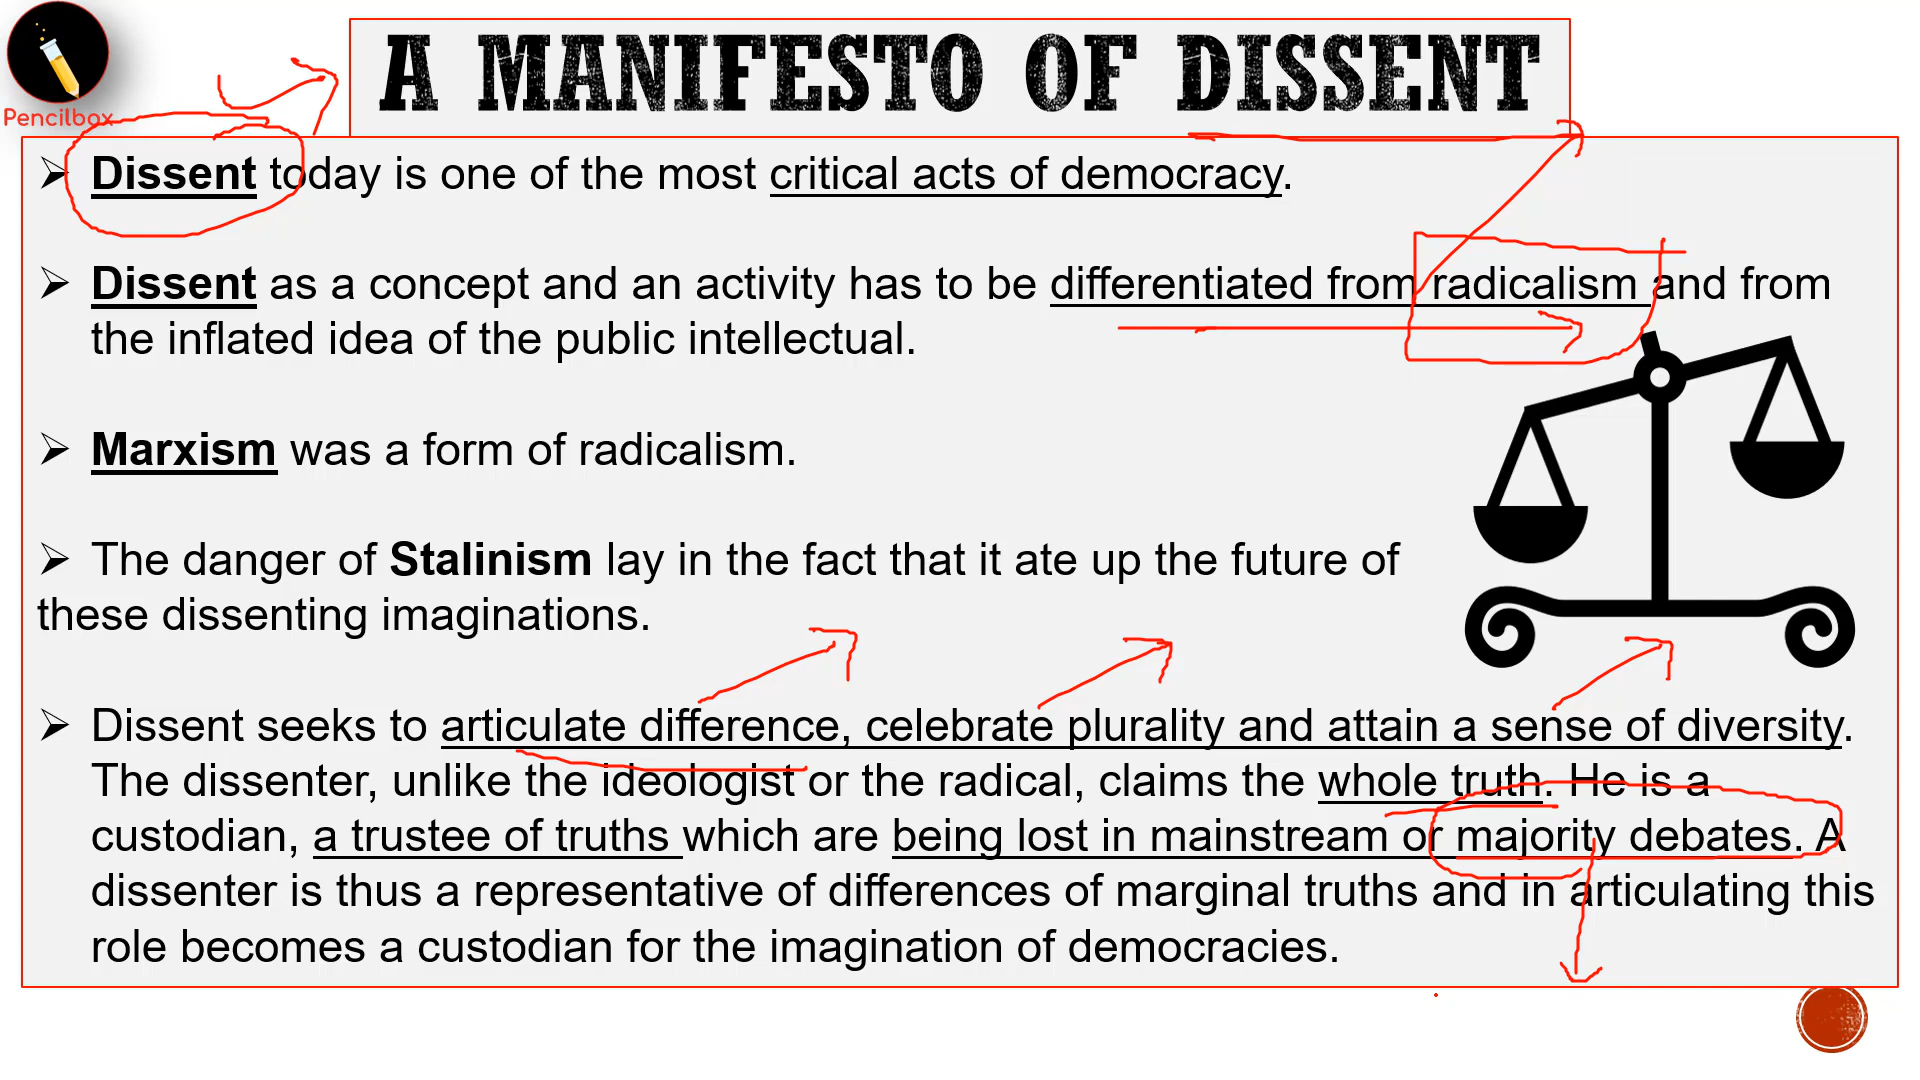 Pencilbox
A MANIFESTO OF DISSENT
➢ Dissent today is one of the most critical acts of democracy.
➢ Dissent as a concept and an activity has to be differentiated from radicalism and from
the inflated idea of the public intellectual.
➢ Marxism was a form of radicalism.
➢ The danger of Stalinism lay in the fact that it ate up the future of
these dissenting imaginations.
➢ Dissent seeks to articulate difference, celebrate plurality and attain a sense of diversity.
The dissenter, unlike the ideologist or the radical, claims the whole truth. He is a
custodian, a trustee of truths which are being lost in mainstream or majority debates. A
dissenter is thus a representative of differences of marginal truths and in articulating this
role becomes a custodian for the imagination of democracies.